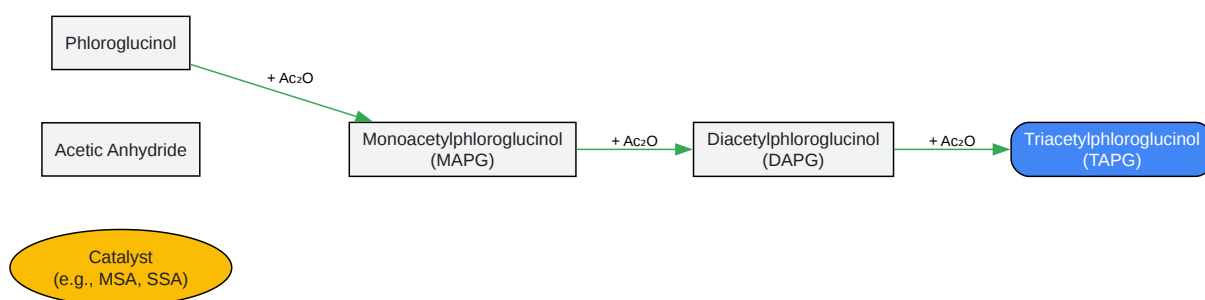 Phloroglucinol
+ Ac₂O
Acetic Anhydride
Monoacetylphloroglucinol
(MAPG)
+ Ac₂O
Diacetylphloroglucinol
(DAPG)
+ Ac₂O
Triacetylphloroglucinol
(TAPG)
Catalyst
(e.g., MSA, SSA)